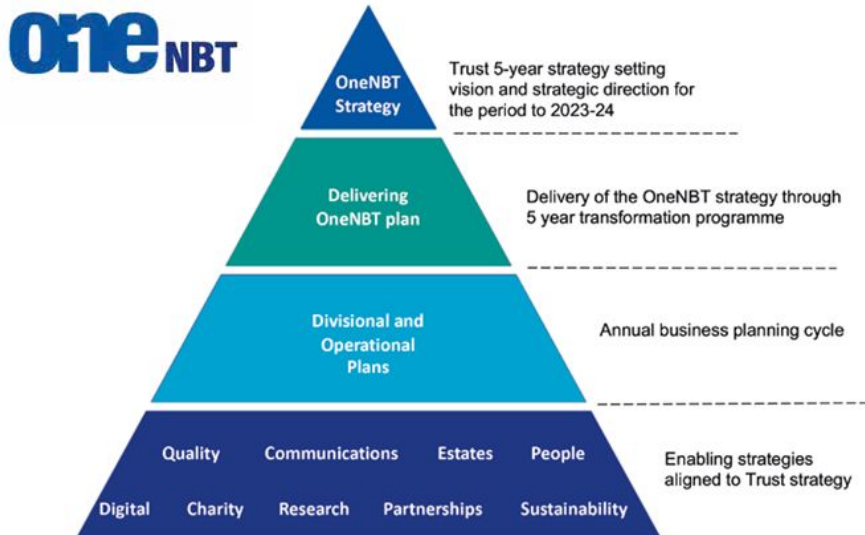 one NBT
OneNBT
Strategy
Trust 5-year strategy setting
vision and strategic direction for
the period to 2023-24
Delivering
OneNBT plan
Delivery of the OneNBT strategy through
5 year transformation programme
Divisional and
Operational
Plans
Annual business planning cycle
Quality Communications Estates People
Digital Charity Research Partnerships Sustainability
Enabling strategies
aligned to Trust strategy